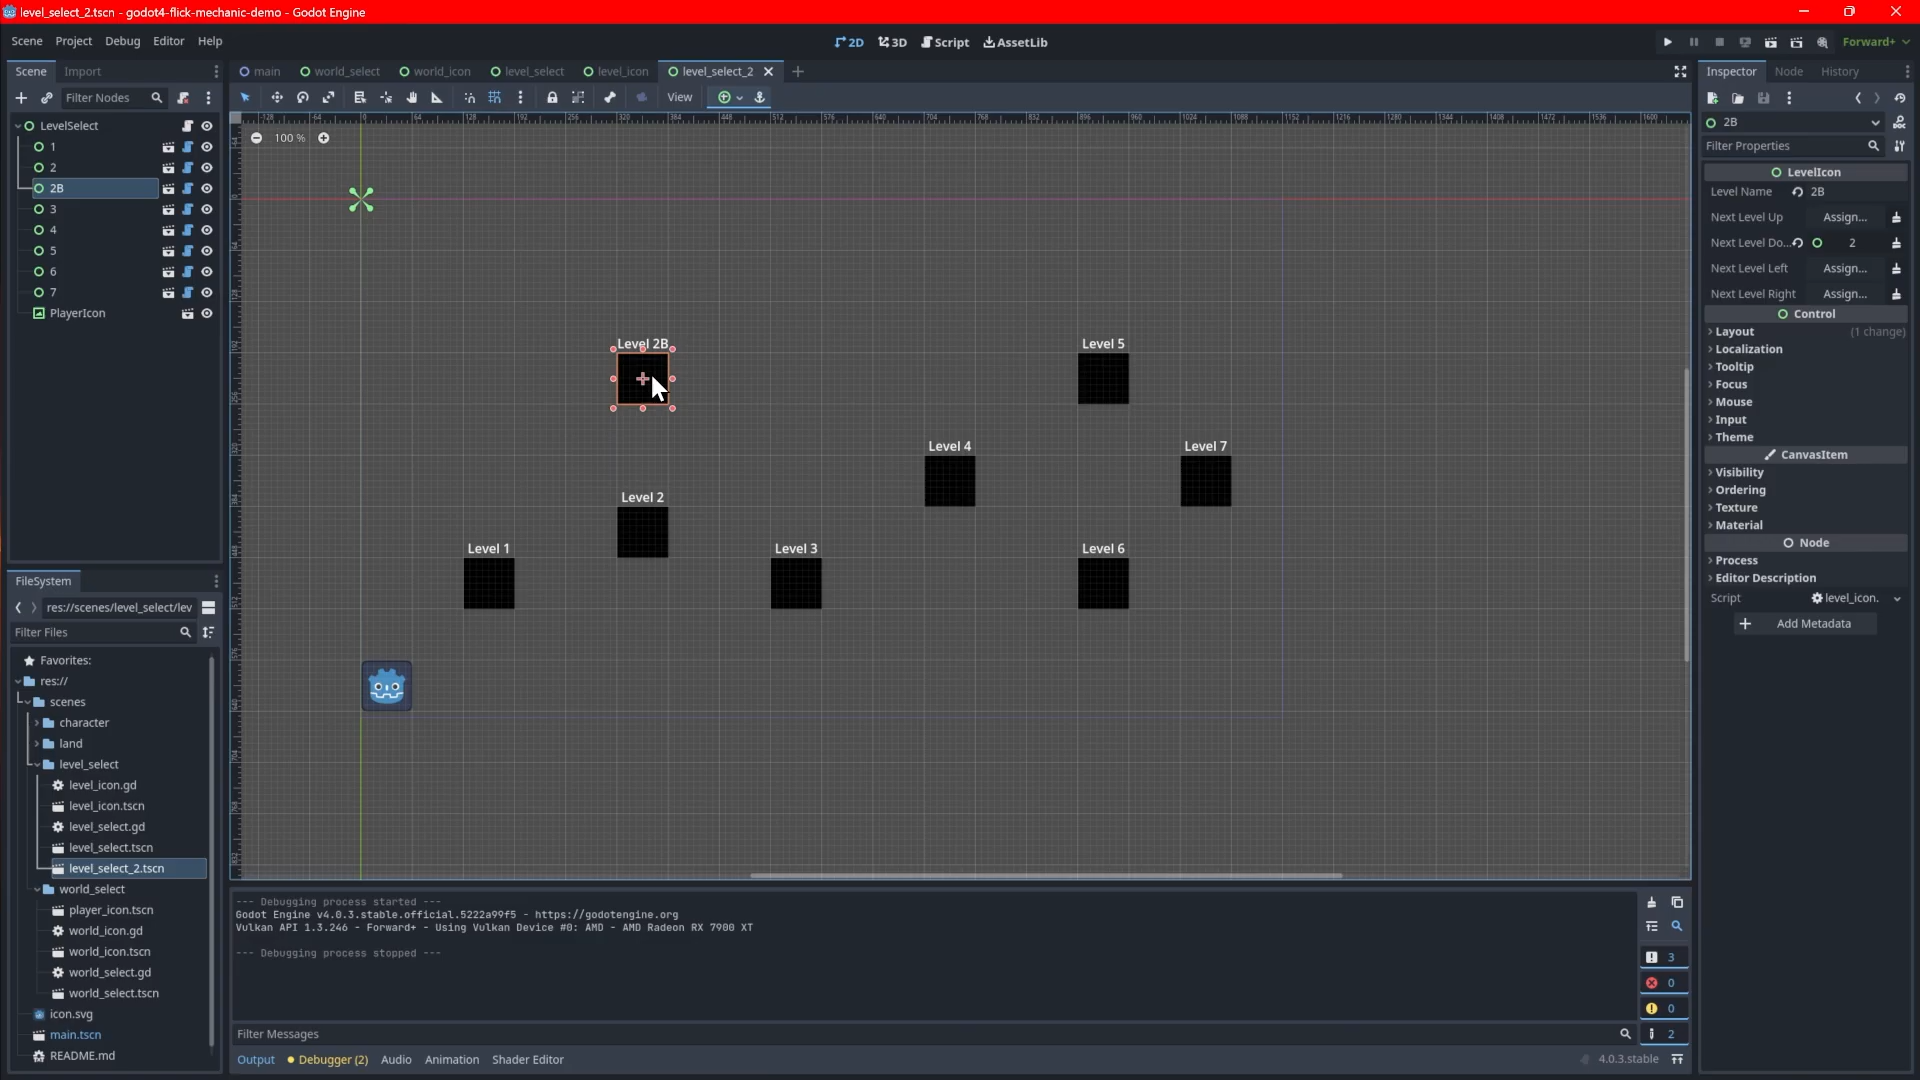 level_select_2.tscn - godot4-flick-mechanic-demo - Godot Engine
Scene Project Debug Editor Help
2D 3D Script AssetLib
Forward+
Scene Import
main world_select world_icon level_select level_icon level_select_2
Inspector Node History
Filter Nodes
View
LevelSelect
1
2
2B
3
4
5
6
7
PlayerIcon
100 %
Level 2B
Level 5
Level 4
Level 7
Level 2
Level 1
Level 3
Level 6
2B
Filter Properties
LevelIcon
Level Name 2B
Next Level Up Assign...
Next Level Do... 2
Next Level Left Assign...
Next Level Right Assign...
Control
Layout (1 change)
Localization
Tooltip
Focus
Mouse
Input
Theme
CanvasItem
Visibility
Ordering
Texture
Material
Node
Process
Editor Description
Script level_icon.
Add Metadata
FileSystem
res://scenes/level_select/lev
Filter Files
Favorites:
res://
scenes
character
land
level_select
level_icon.gd
level_icon.tscn
level_select.gd
level_select.tscn
level_select_2.tscn
world_select
player_icon.tscn
world_icon.gd
world_icon.tscn
world_select.gd
world_select.tscn
icon.svg
main.tscn
README.md
--- Debugging process started ---
Godot Engine v4.0.3.stable.official.5222a99f5 - https://godotengine.org
Vulkan API 1.3.246 - Forward+ - Using Vulkan Device #0: AMD - AMD Radeon RX 7900 XT
--- Debugging process stopped ---
3
0
0
2
Filter Messages
Output Debugger (2) Audio Animation Shader Editor
4.0.3.stable